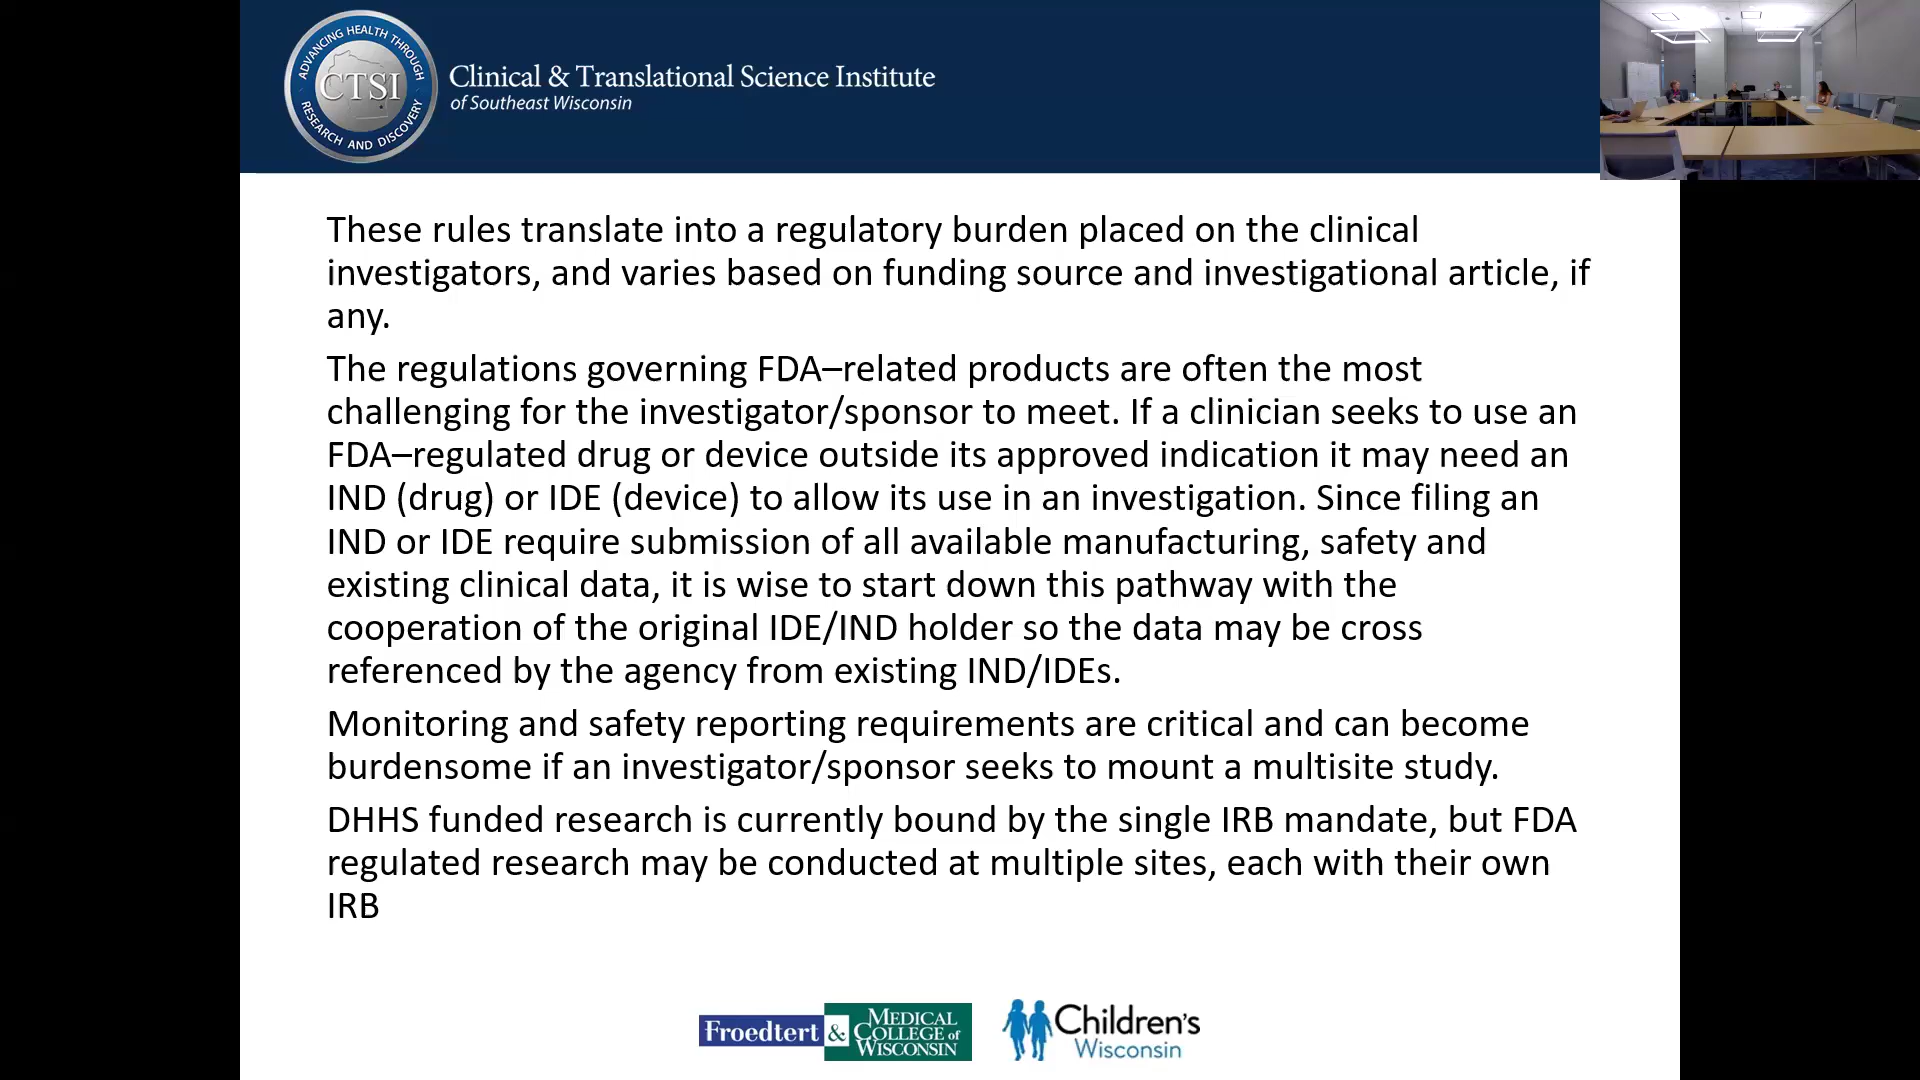 ADVANCING HEALTH THROUGH
CTSI
RESEARCH AND DISCOVERY
Clinical & Translational Science Institute
of Southeast Wisconsin
These rules translate into a regulatory burden placed on the clinical
investigators, and varies based on funding source and investigational article, if
any.
The regulations governing FDA–related products are often the most
challenging for the investigator/sponsor to meet. If a clinician seeks to use an
FDA–regulated drug or device outside its approved indication it may need an
IND (drug) or IDE (device) to allow its use in an investigation. Since filing an
IND or IDE require submission of all available manufacturing, safety and
existing clinical data, it is wise to start down this pathway with the
cooperation of the original IDE/IND holder so the data may be cross
referenced by the agency from existing IND/IDEs.
Monitoring and safety reporting requirements are critical and can become
burdensome if an investigator/sponsor seeks to mount a multisite study.
DHHS funded research is currently bound by the single IRB mandate, but FDA
regulated research may be conducted at multiple sites, each with their own
IRB
Froedtert & MEDICAL
COLLEGE of
WISCONSIN
Children's
Wisconsin